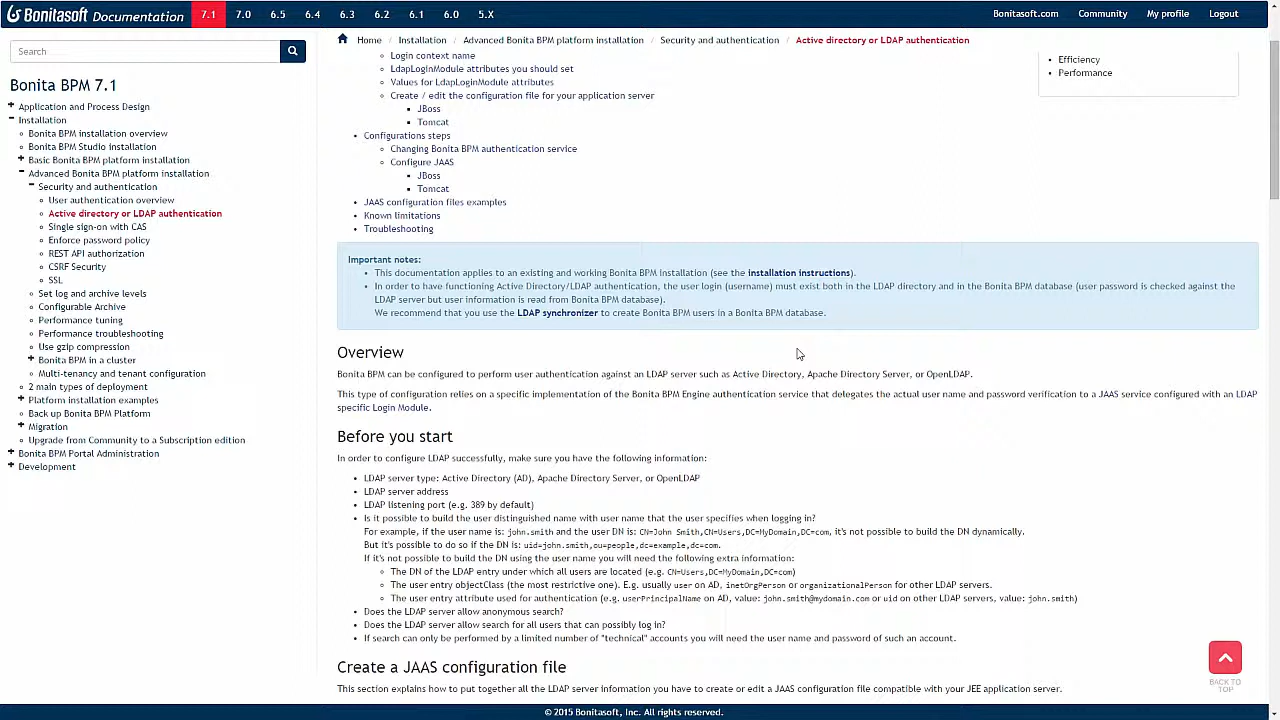 Bonitasoft Documentation 7.1 7.0 6.5 6.4 6.3 6.2 6.1 6.0 5.X Bonitasoft.com Community My profile Logout
Search
Bonita BPM 7.1
Application and Process Design
Installation
Bonita BPM installation overview
Bonita BPM Studio installation
Basic Bonita BPM platform installation
Advanced Bonita BPM platform installation
Security and authentication
User authentication overview
Active directory or LDAP authentication
Single sign-on with CAS
Enforce password policy
REST API authorization
CSRF Security
SSL
Set log and archive levels
Configurable Archive
Performance tuning
Performance troubleshooting
Use gzip compression
Bonita BPM in a cluster
Multi-tenancy and tenant configuration
2 main types of deployment
Platform installation examples
Back up Bonita BPM Platform
Migration
Upgrade from Community to a Subscription edition
Bonita BPM Portal Administration
Development
Home / Installation / Advanced Bonita BPM platform installation / Security and authentication / Active directory or LDAP authentication
Login context name
LdapLoginModule attributes you should set
Values for LdapLoginModule attributes
Create / edit the configuration file for your application server
JBoss
Tomcat
Configurations steps
Changing Bonita BPM authentication service
Configure JAAS
JBoss
Tomcat
JAAS configuration files examples
Known limitations
Troubleshooting
Efficiency
Performance
Important notes:
This documentation applies to an existing and working Bonita BPM installation (see the installation instructions).
In order to have functioning Active Directory/LDAP authentication, the user login (username) must exist both in the LDAP directory and in the Bonita BPM database (user password is checked against the
LDAP server but user information is read from Bonita BPM database).
We recommend that you use the LDAP synchronizer to create Bonita BPM users in a Bonita BPM database.
Overview
Bonita BPM can be configured to perform user authentication against an LDAP server such as Active Directory, Apache Directory Server, or OpenLDAP.
This type of configuration relies on a specific implementation of the Bonita BPM Engine authentication service that delegates the actual user name and password verification to a JAAS service configured with an LDAP
specific Login Module.
Before you start
In order to configure LDAP successfully, make sure you have the following information:
LDAP server type: Active Directory (AD), Apache Directory Server, or OpenLDAP
LDAP server address
LDAP listening port (e.g. 389 by default)
Is it possible to build the user distinguished name with user name that the user specifies when logging in?
For example, if the user name is: john.smith and the user DN is: CN=John Smith,CN=Users,DC=MyDomain,DC=com, it's not possible to build the DN dynamically.
But it's possible to do so if the DN is: uid=john.smith,ou=people,dc=example,dc=com.
If it's not possible to build the DN using the user name you will need the following extra information:
The DN of the LDAP entry under which all users are located (e.g. CN=Users,DC=MyDomain,DC=com)
The user entry objectClass (the most restrictive one). E.g. usually user on AD, inetOrgPerson or organizationalPerson for other LDAP servers.
The user entry attribute used for authentication (e.g. userPrincipalName on AD, value: john.smith@mydomain.com or uid on other LDAP servers, value: john.smith)
Does the LDAP server allow anonymous search?
Does the LDAP server allow search for all users that can possibly log in?
If search can only be performed by a limited number of "technical" accounts you will need the user name and password of such an account.
Create a JAAS configuration file
This section explains how to put together all the LDAP server information you have to create or edit a JACK configuration file compatible with your JEE application server.
BACK TO
TOP
© 2015 Bonitasoft, Inc. All rights reserved.